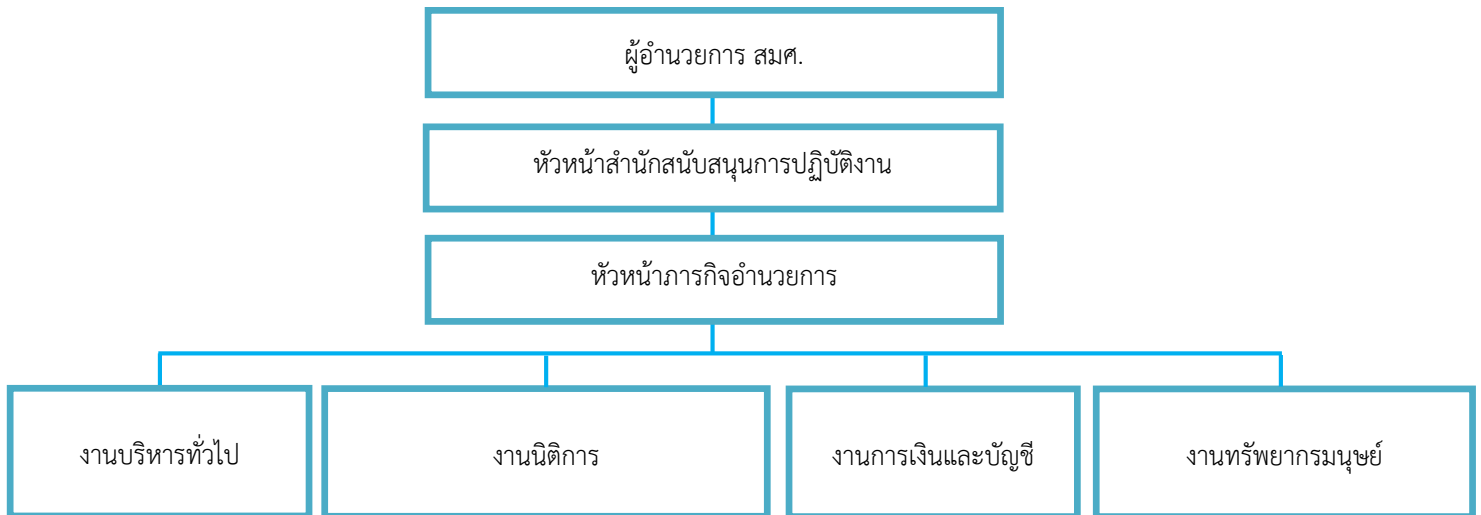 ผู้อำนวยการ สมศ.
หัวหน้าสำนักสนับสนุนการปฏิบัติงาน
หัวหน้าภารกิจอำนวยการ
งานบริหารทั่วไป
งานนิติการ
งานการเงินและบัญชี
งานทรัพยากรมนุษย์